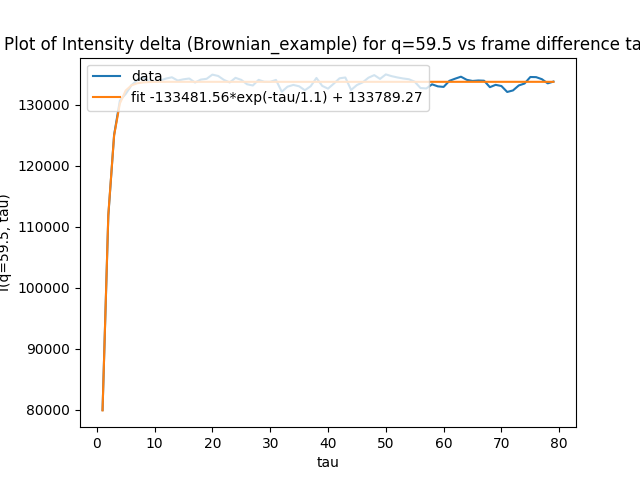 Plot of Intensity delta (Brownian_example) for q=59.5 vs frame difference ta
data
fit -133481.56*exp(-tau/1.1) + 133789.27
130000
120000
110000
100000
90000
80000
I(q=59.5, tau)
0 10 20 30 40 50 60 70 80
tau